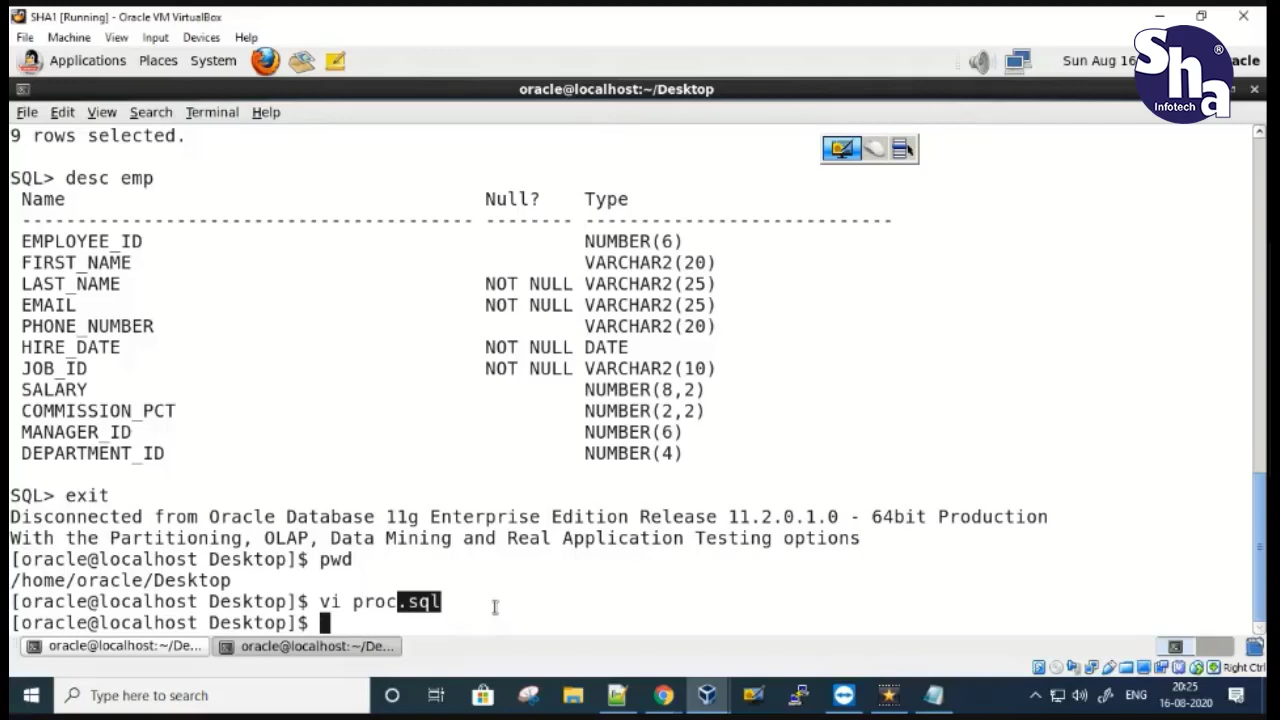 SHA1 [Running] - Oracle VM VirtualBox
File Machine View Input Devices Help
Applications Places System
Sun Aug 16
acle
Sha ®
Infotech
oracle@localhost:~/Desktop
File Edit View Search Terminal Help
9 rows selected.
SQL> desc emp
Name Null? Type
----------------------------------------- -------- ----------------------------
EMPLOYEE_ID NUMBER(6)
FIRST_NAME VARCHAR2(20)
LAST_NAME NOT NULL VARCHAR2(25)
EMAIL NOT NULL VARCHAR2(25)
PHONE_NUMBER VARCHAR2(20)
HIRE_DATE NOT NULL DATE
JOB_ID NOT NULL VARCHAR2(10)
SALARY NUMBER(8,2)
COMMISSION_PCT NUMBER(2,2)
MANAGER_ID NUMBER(6)
DEPARTMENT_ID NUMBER(4)
SQL> exit
Disconnected from Oracle Database 11g Enterprise Edition Release 11.2.0.1.0 - 64bit Production
With the Partitioning, OLAP, Data Mining and Real Application Testing options
[oracle@localhost Desktop]$ pwd
/home/oracle/Desktop
[oracle@localhost Desktop]$ vi proc.sql
[oracle@localhost Desktop]$
oracle@localhost:~/De... oracle@localhost:~/De...
Right Ctrl
Type here to search
ENG
20:25
16-08-2020